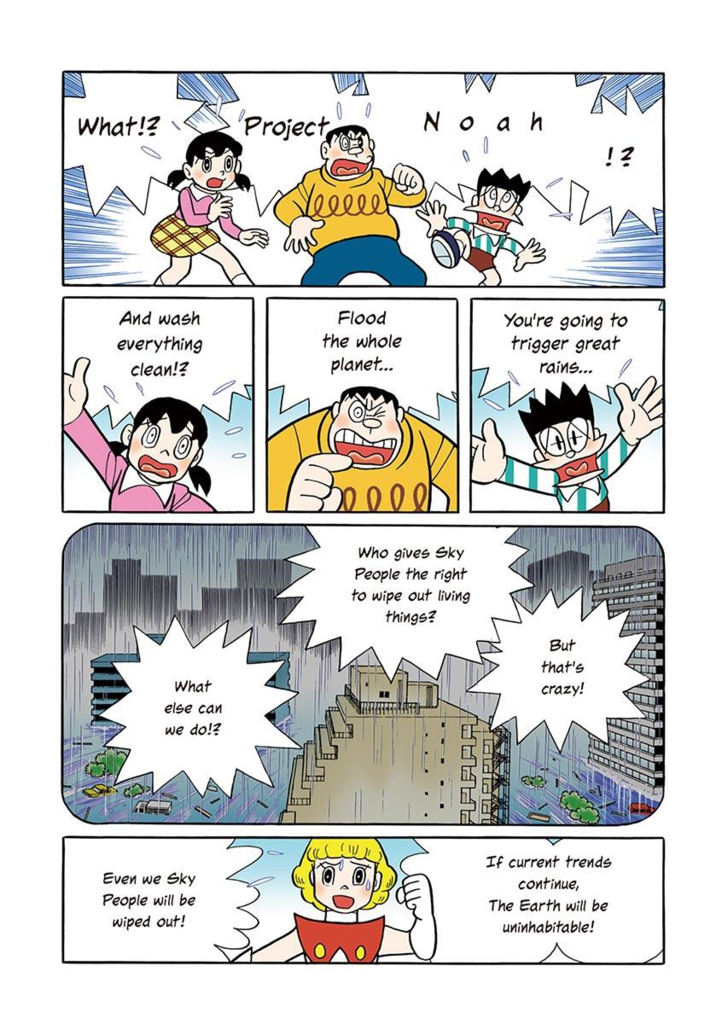 What!? Project N o a h !?
You're going to
trigger great
rains...
Flood
the whole
planet...
And wash
everything
clean!?
But
that's
crazy!
Who gives Sky
People the right
to wipe out living
things?
What
else can
we do!?
If current trends
continue,
The Earth will be
uninhabitable!
Even we Sky
People will be
wiped out!